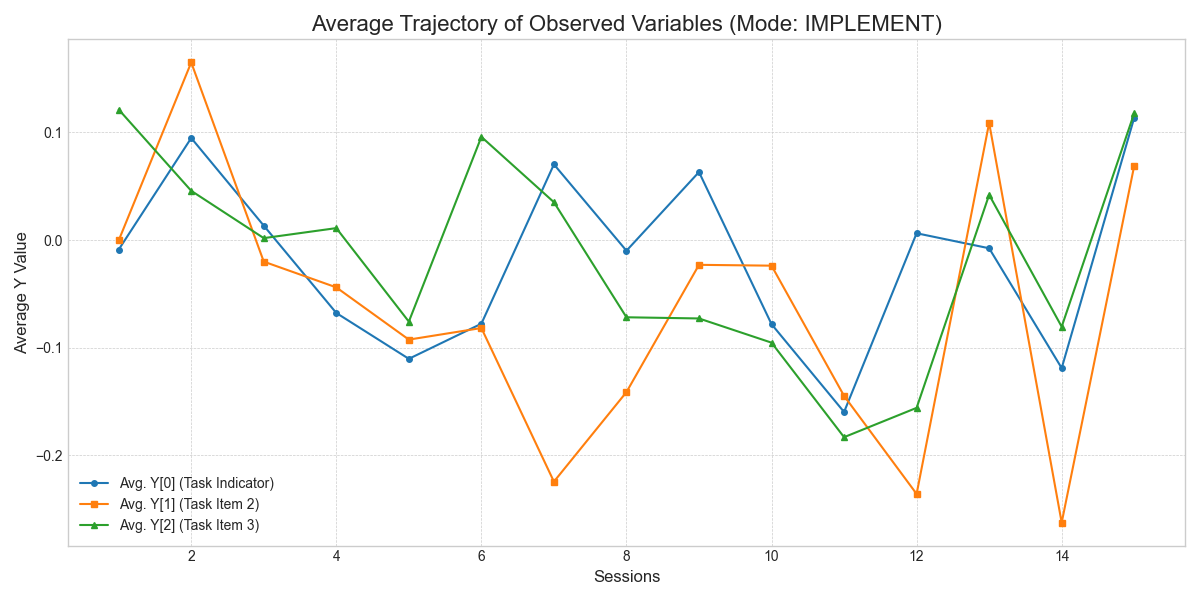 Average Trajectory of Observed Variables (Mode: IMPLEMENT)
Average Y Value
0.1
0.0
−0.1
−0.2
Avg. Y[0] (Task Indicator)
Avg. Y[1] (Task Item 2)
Avg. Y[2] (Task Item 3)
2 4 6 8 10 12 14
Sessions